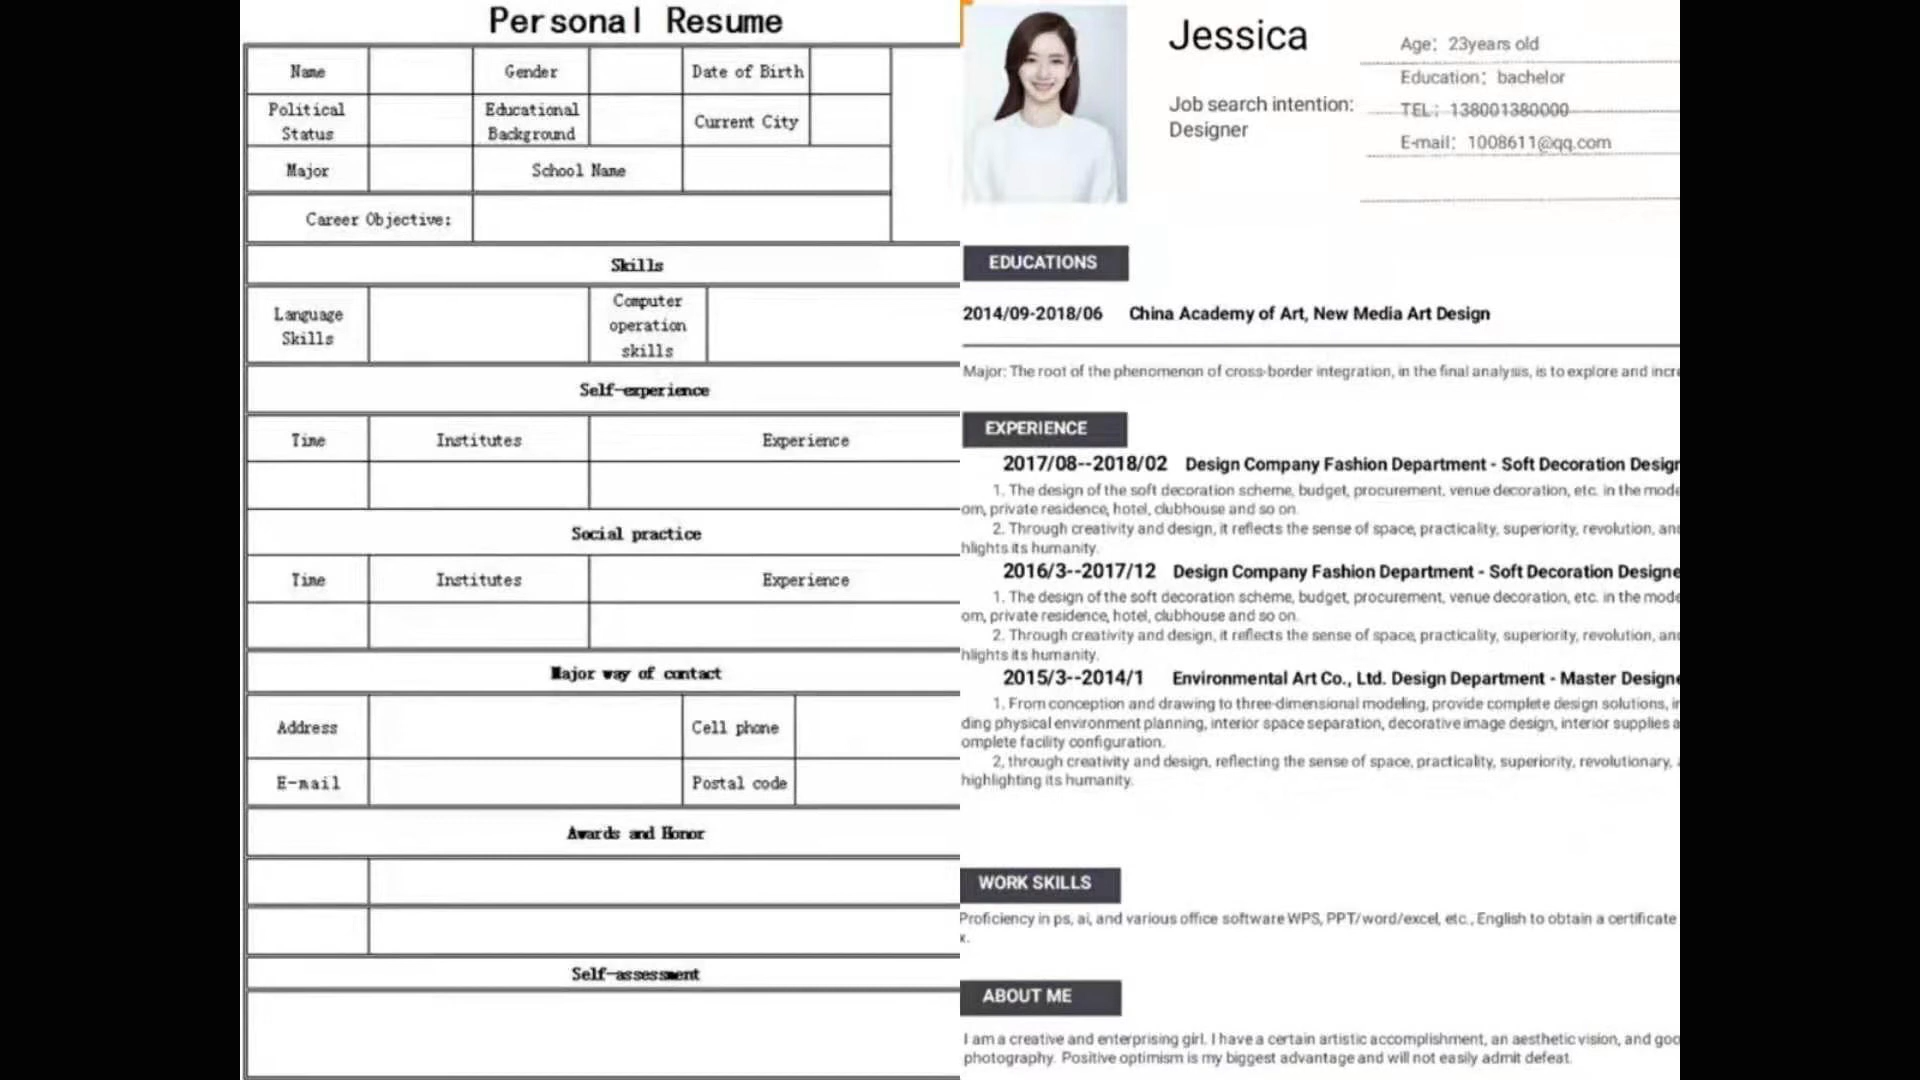 Personal Resume
Name
Gender
Date of Birth
Political Status
Educational Background
Current City
Major
School Name
Career Objective:
Skills
Language Skills
Computer operation skills
Self-experience
Time
Institutes
Experience
Social practice
Time
Institutes
Experience
Major way of contact
Address
Cell phone
E-mail
Postal code
Awards and Honor
Self-assessment
Jessica
Job search intention:
Designer
Age: 23years old
Education: bachelor
TEL: 138001380000
E-mail: 1008611@qq.com
EDUCATIONS
2014/09-2018/06 China Academy of Art, New Media Art Design
Major: The root of the phenomenon of cross-border integration, in the final analysis, is to explore and incre
EXPERIENCE
2017/08--2018/02 Design Company Fashion Department - Soft Decoration Desigr
1. The design of the soft decoration scheme, budget, procurement, venue decoration, etc. in the mode
om, private residence, hotel, clubhouse and so on.
2. Through creativity and design, it reflects the sense of space, practicality, superiority, revolution, and
hlights its humanity.
2016/3--2017/12 Design Company Fashion Department - Soft Decoration Designe
1. The design of the soft decoration scheme, budget, procurement, venue decoration, etc. in the mode
om, private residence, hotel, clubhouse and so on.
2. Through creativity and design, it reflects the sense of space, practicality, superiority, revolution, and
hlights its humanity.
2015/3--2014/1 Environmental Art Co., Ltd. Design Department - Master Designe
1. From conception and drawing to three-dimensional modeling, provide complete design solutions, in
ding physical environment planning, interior space separation, decorative image design, interior supplies a
omplete facility configuration.
2, through creativity and design, reflecting the sense of space, practicality, superiority, revolutionary,
highlighting its humanity.
WORK SKILLS
Proficiency in ps, ai, and various office software WPS, PPT/word/excel, etc., English to obtain a certificate
x.
ABOUT ME
I am a creative and enterprising girl. I have a certain artistic accomplishment, an aesthetic vision, and goo
photography. Positive optimism is my biggest advantage and will not easily admit defeat.